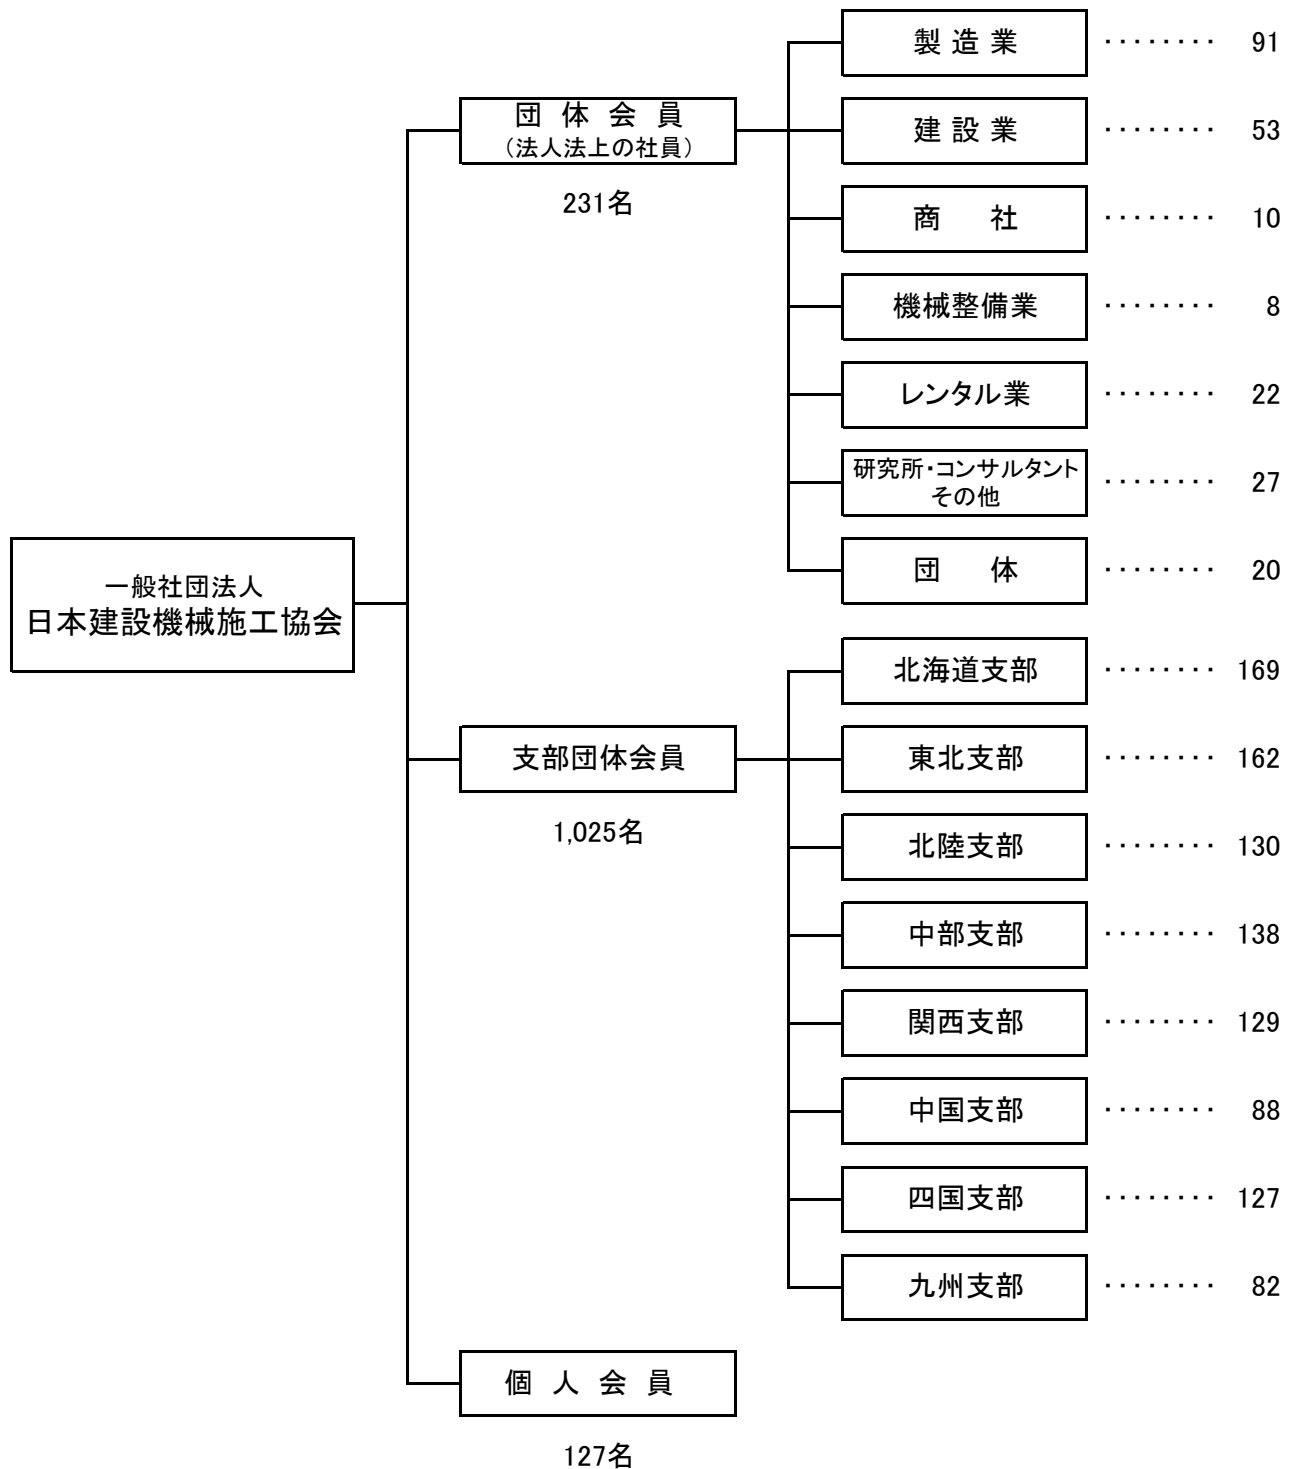 製造業 ········ 91
団体会員
(法人法上の社員)
231名
建設業 ········ 53
商社 ········ 10
機械整備業 ········ 8
レンタル業 ········ 22
研究所・コンサルタント
その他 ········ 27
団体 ········ 20
一般社団法人
日本建設機械施工協会
北海道支部 ········ 169
支部団体会員
1,025名
東北支部 ········ 162
北陸支部 ········ 130
中部支部 ········ 138
関西支部 ········ 129
中国支部 ········ 88
四国支部 ········ 127
九州支部 ········ 82
個人会員
127名